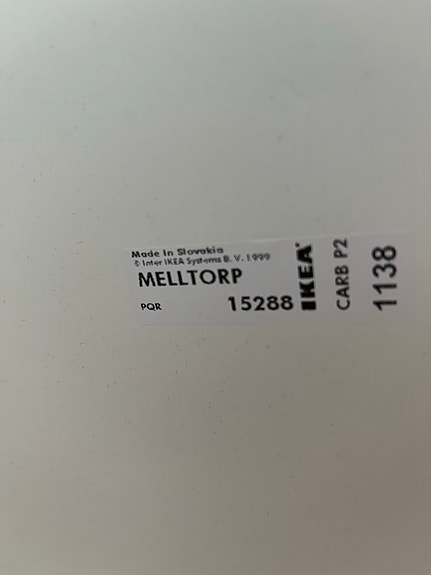 Made In Slovakia
© Inter IKEA Systems B. V. 1999
MELLTORP
PQR 15288
IKEA®
CARB P2
1138